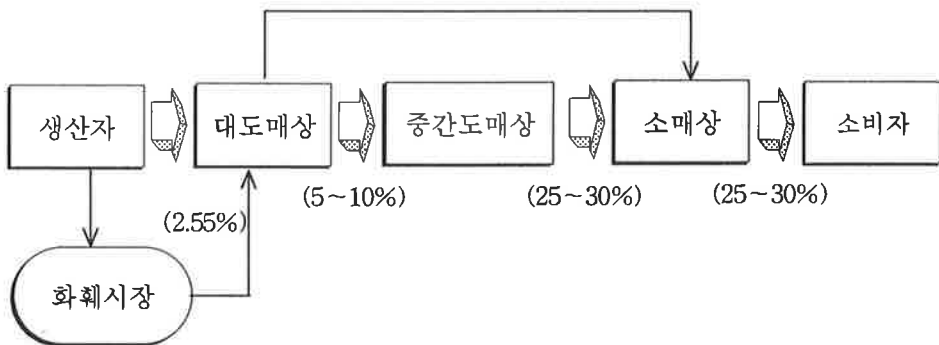 생산자
대도매상
중간도매상
소매상
소비자
(5~10%)
(25~30%)
(25~30%)
(2.55%)
화훼시장